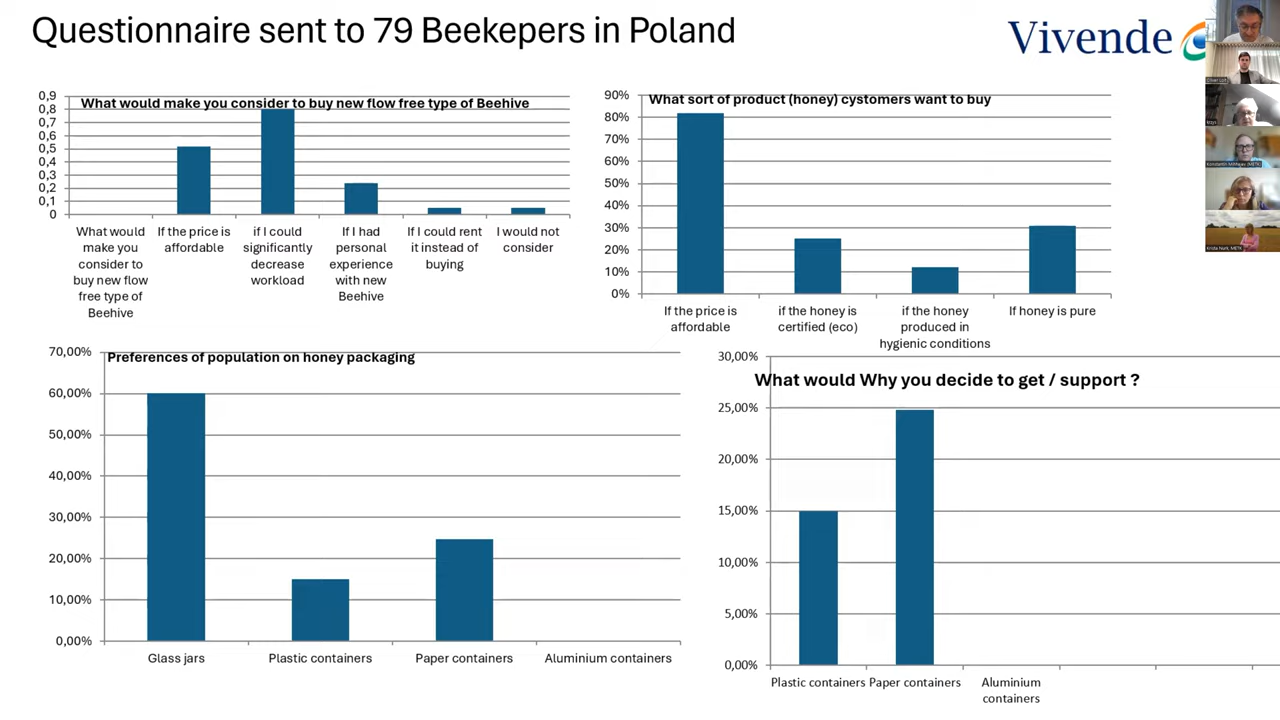 Questionnaire sent to 79 Beekepers in Poland
Vivende
What would make you consider to buy new flow free type of Beehive
0,9
0,8
0,7
0,6
0,5
0,4
0,3
0,2
0,1
0
What would
make you
consider to
buy new flow
free type of
Beehive
If the price is
affordable
if I could
significantly
decrease
workload
If I had
personal
experience
with new
Beehive
If I could rent
it instead of
buying
I would not
consider
What sort of product (honey) cystomers want to buy
90%
80%
70%
60%
50%
40%
30%
20%
10%
0%
If the price is
affordable
if the honey is
certified (eco)
if the honey
produced in
hygienic conditions
If honey is pure
Preferences of population on honey packaging
70,00%
60,00%
50,00%
40,00%
30,00%
20,00%
10,00%
0,00%
Glass jars
Plastic containers
Paper containers
Aluminium containers
What would Why you decide to get / support ?
30,00%
25,00%
20,00%
15,00%
10,00%
5,00%
0,00%
Plastic containers
Paper containers
Aluminium
containers